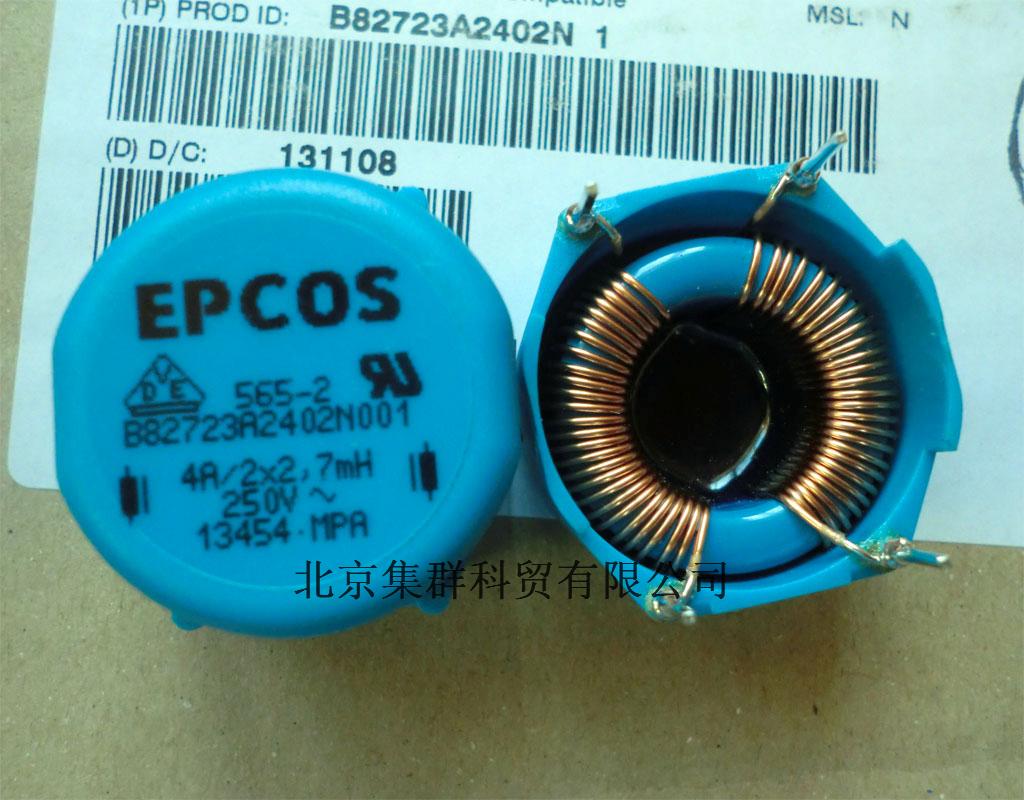 (1P) PROD ID: B82723A2402N 1
MSL: N
(D) D/C: 131108
EPCOS
VDE
565-2
B82723A2402N001
4A/2x2,7mH
250V ~
13454·MPA
北京集群科贸有限公司